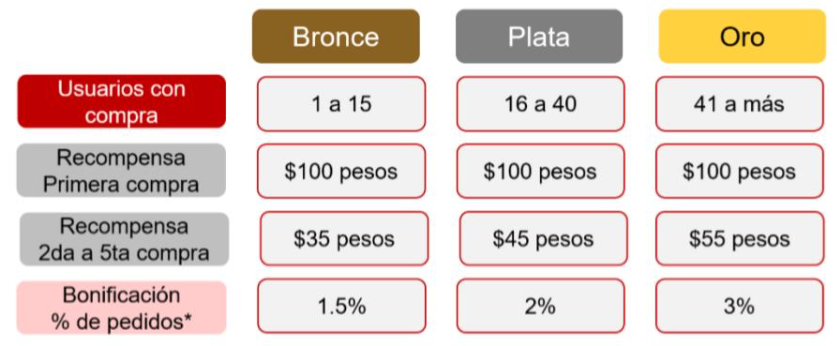 Bronce
Plata
Oro
Usuarios con
compra
1 a 15
16 a 40
41 a más
Recompensa
Primera compra
$100 pesos
$100 pesos
$100 pesos
Recompensa
2da a 5ta compra
$35 pesos
$45 pesos
$55 pesos
Bonificación
% de pedidos*
1.5%
2%
3%